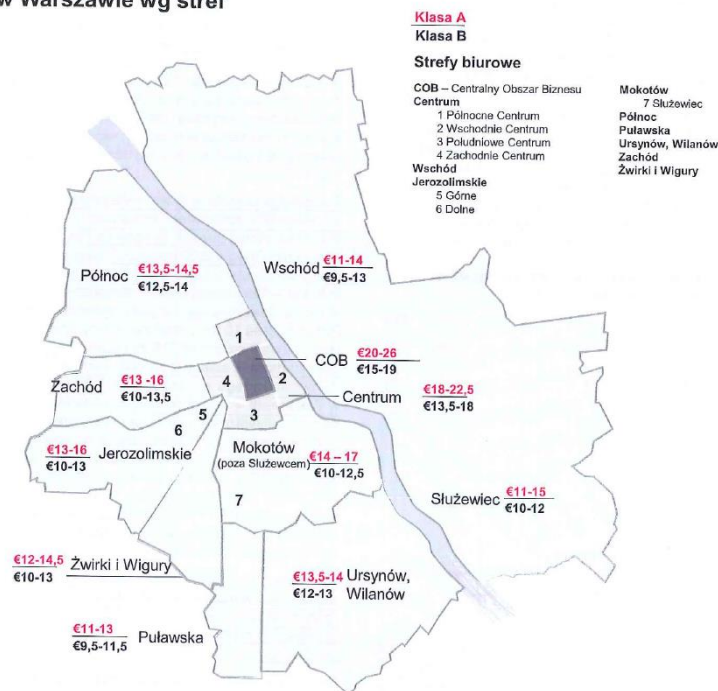 w Warszawie wg stref
Klasa A
Klasa B
Strefy biurowe
COB – Centralny Obszar Biznesu
Centrum
1 Północne Centrum
2 Wschodnie Centrum
3 Południowe Centrum
4 Zachodnie Centrum
Wschód
Jerozolimskie
5 Górne
6 Dolne
Mokotów
7 Służewiec
Północ
Puławska
Ursynów, Wilanów
Zachód
Żwirki i Wigury
Północ €13,5-14,5
€12,5-14
Wschód €11-14
€9,5-13
1
COB €20-26
€15-19
2
4
Centrum €18-22,5
€13,5-18
3
Zachód €13 -16
€10-13,5
5
6
€13-16 Jerozolimskie
€10-13
Mokotów
(poza Służewcem) €14 – 17
€10-12,5
7
Służewiec €11-15
€10-12
€12-14,5 Żwirki i Wigury
€10-13
€13,5-14 Ursynów,
€12-13 Wilanów
€11-13 Puławska
€9,5-11,5